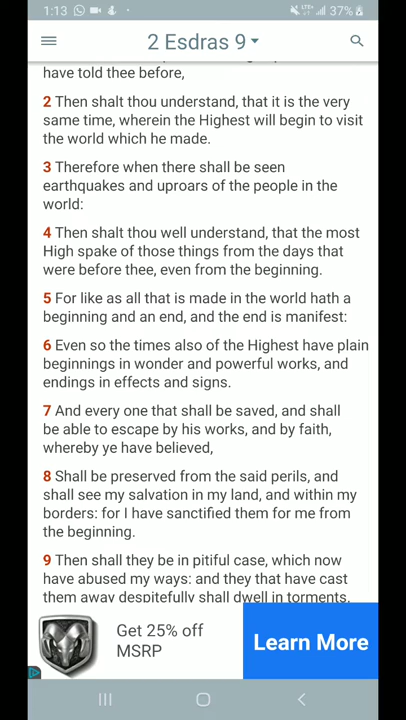 1:13
37%
2 Esdras 9
have told thee before,
2 Then shalt thou understand, that it is the very
same time, wherein the Highest will begin to visit
the world which he made.
3 Therefore when there shall be seen
earthquakes and uproars of the people in the
world:
4 Then shalt thou well understand, that the most
High spake of those things from the days that
were before thee, even from the beginning.
5 For like as all that is made in the world hath a
beginning and an end, and the end is manifest:
6 Even so the times also of the Highest have plain
beginnings in wonder and powerful works, and
endings in effects and signs.
7 And every one that shall be saved, and shall
be able to escape by his works, and by faith,
whereby ye have believed,
8 Shall be preserved from the said perils, and
shall see my salvation in my land, and within my
borders: for I have sanctified them for me from
the beginning.
9 Then shall they be in pitiful case, which now
have abused my ways: and they that have cast
them away despitefully shall dwell in torments.
Get 25% off
MSRP
Learn More